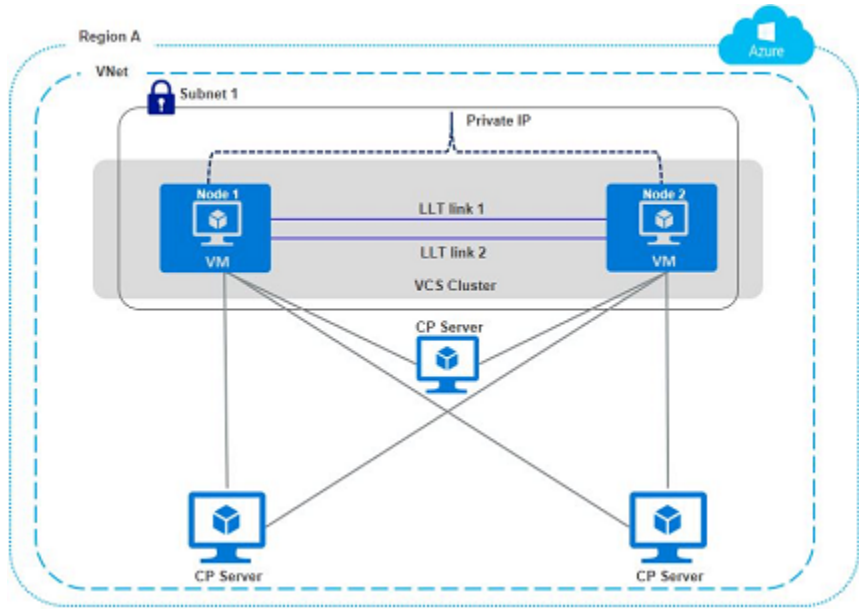 Region A
Azure
VNet
Subnet 1
Private IP
Node 1
Node 2
LLT link 1
LLT link 2
VM
VM
VCS Cluster
CP Server
CP Server
CP Server